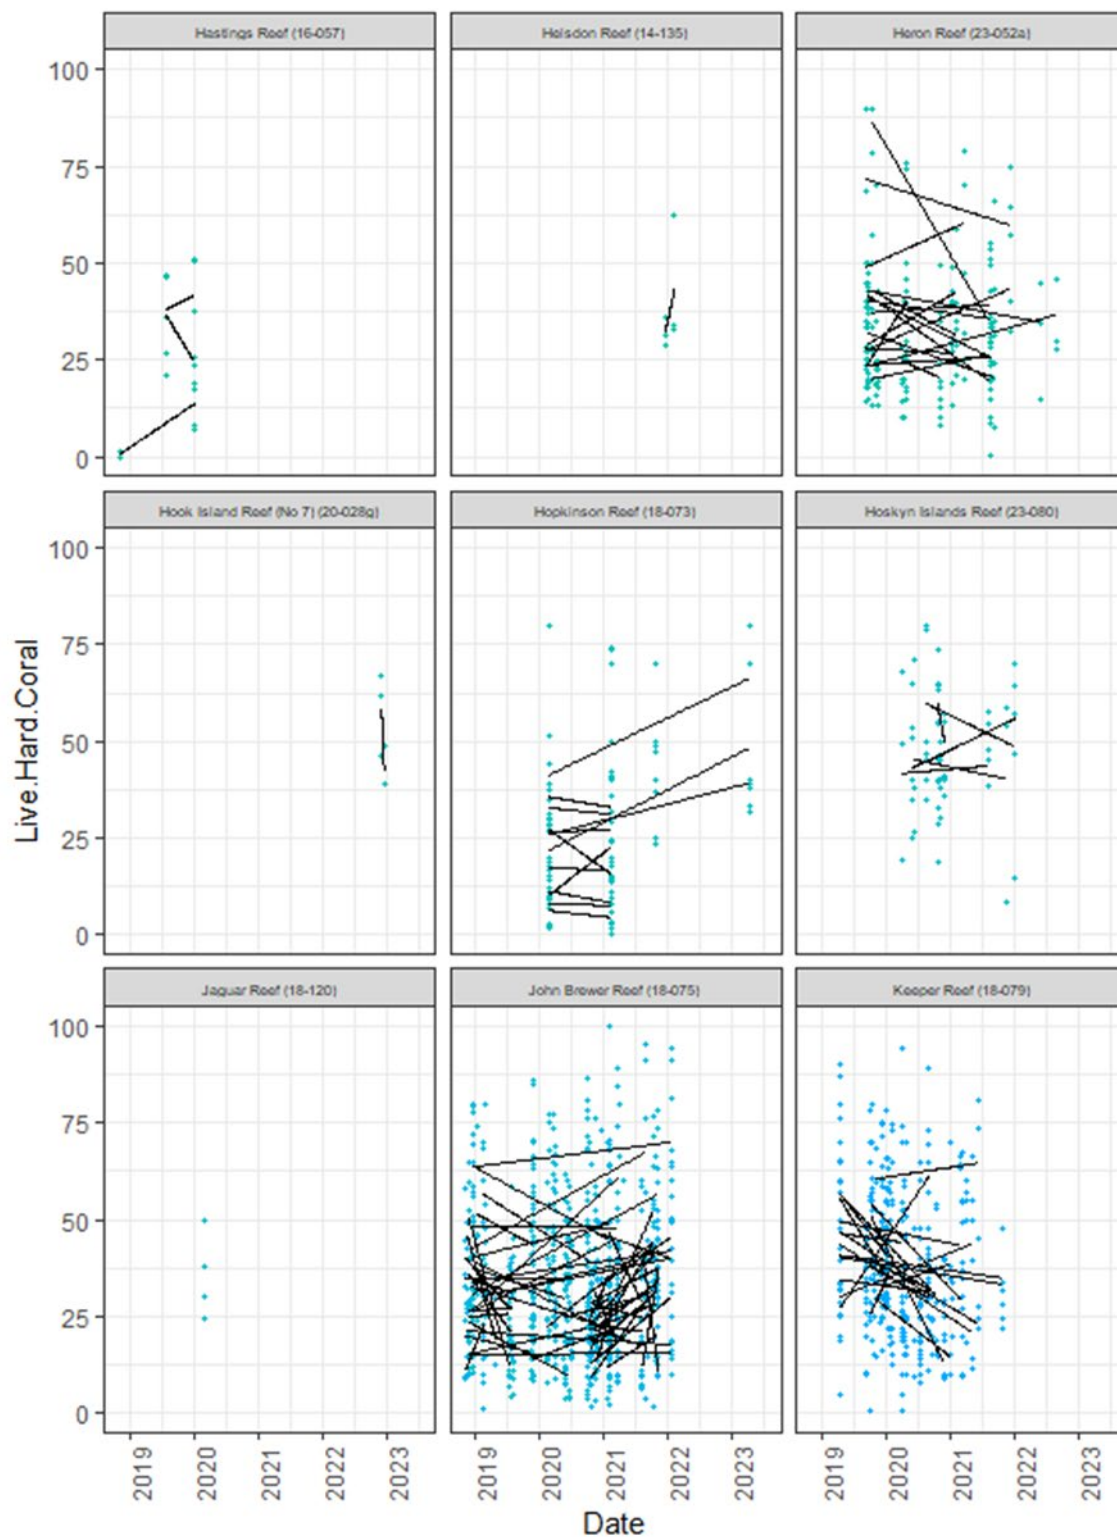 Hastings Reef (16-057)
Helsdon Reef (14-135)
Heron Reef (23-052a)
100
75
50
25
0
Hook Island Reef (No 7) (20-028g)
Hopkinson Reef (18-073)
Hoskyn Islands Reef (23-080)
100
75
50
25
0
Live.Hard.Coral
Jaguar Reef (18-120)
John Brewer Reef (18-075)
Keeper Reef (18-079)
100
75
50
25
0
2019 2020 2021 2022 2023
2019 2020 2021 2022 2023
2019 2020 2021 2022 2023
Date